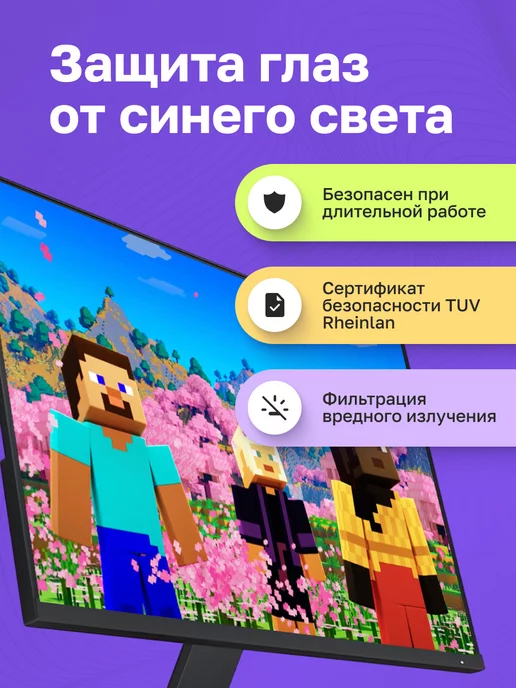 Защита глаз
от синего света
Безопасен при
длительной работе
Сертификат
безопасности TUV
Rheinlan
Фильтрация
вредного излучения